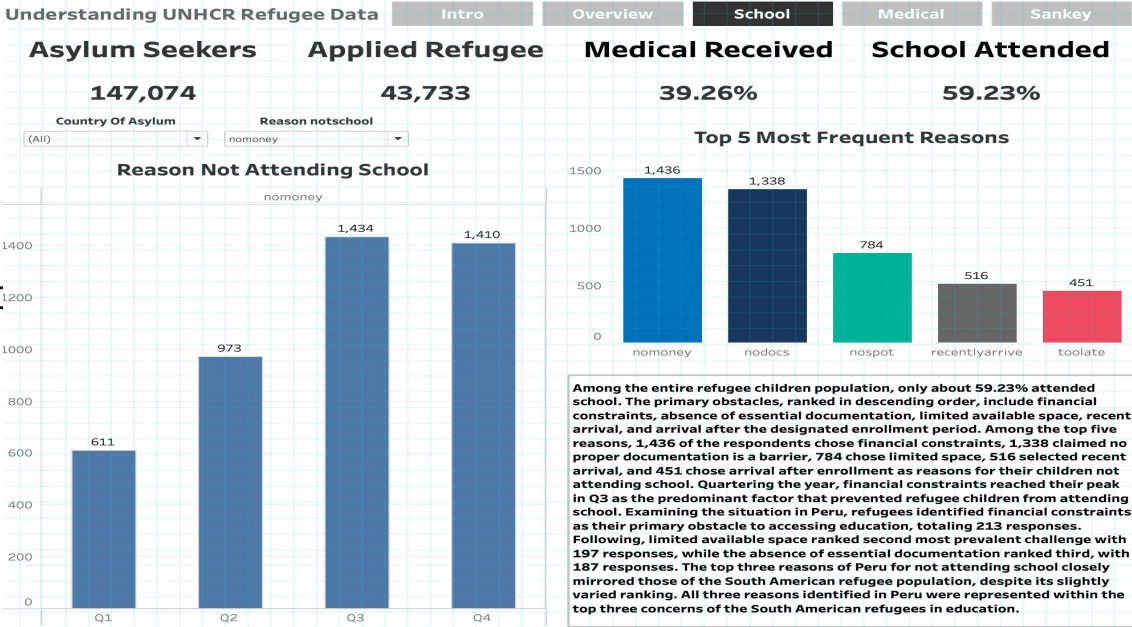 Understanding UNHCR Refugee Data
Intro
Overview
School
Medical
Sankey
Asylum Seekers
Applied Refugee
Medical Received
School Attended
147,074
43,733
39.26%
59.23%
Country Of Asylum
Reason notschool
(All)
nomoney
Reason Not Attending School
nomoney
1400
1200
1000
800
600
400
200
0
611
973
1,434
1,410
Q1
Q2
Q3
Q4
Top 5 Most Frequent Reasons
1500
1000
500
0
1,436
1,338
784
516
451
nomoney
nodocs
nospot
recentlyarrive
toolate
Among the entire refugee children population, only about 59.23% attended
school. The primary obstacles, ranked in descending order, include financial
constraints, absence of essential documentation, limited available space, recent
arrival, and arrival after the designated enrollment period. Among the top five
reasons, 1,436 of the respondents chose financial constraints, 1,338 claimed no
proper documentation is a barrier, 784 chose limited space, 516 selected recent
arrival, and 451 chose arrival after enrollment as reasons for their children not
attending school. Quartering the year, financial constraints reached their peak
in Q3 as the predominant factor that prevented refugee children from attending
school. Examining the situation in Peru, refugees identified financial constraints
as their primary obstacle to accessing education, totaling 213 responses.
Following, limited available space ranked second most prevalent challenge with
197 responses, while the absence of essential documentation ranked third, with
187 responses. The top three reasons of Peru for not attending school closely
mirrored those of the South American refugee population, despite its slightly
varied ranking. All three reasons identified in Peru were represented within the
top three concerns of the South American refugees in education.